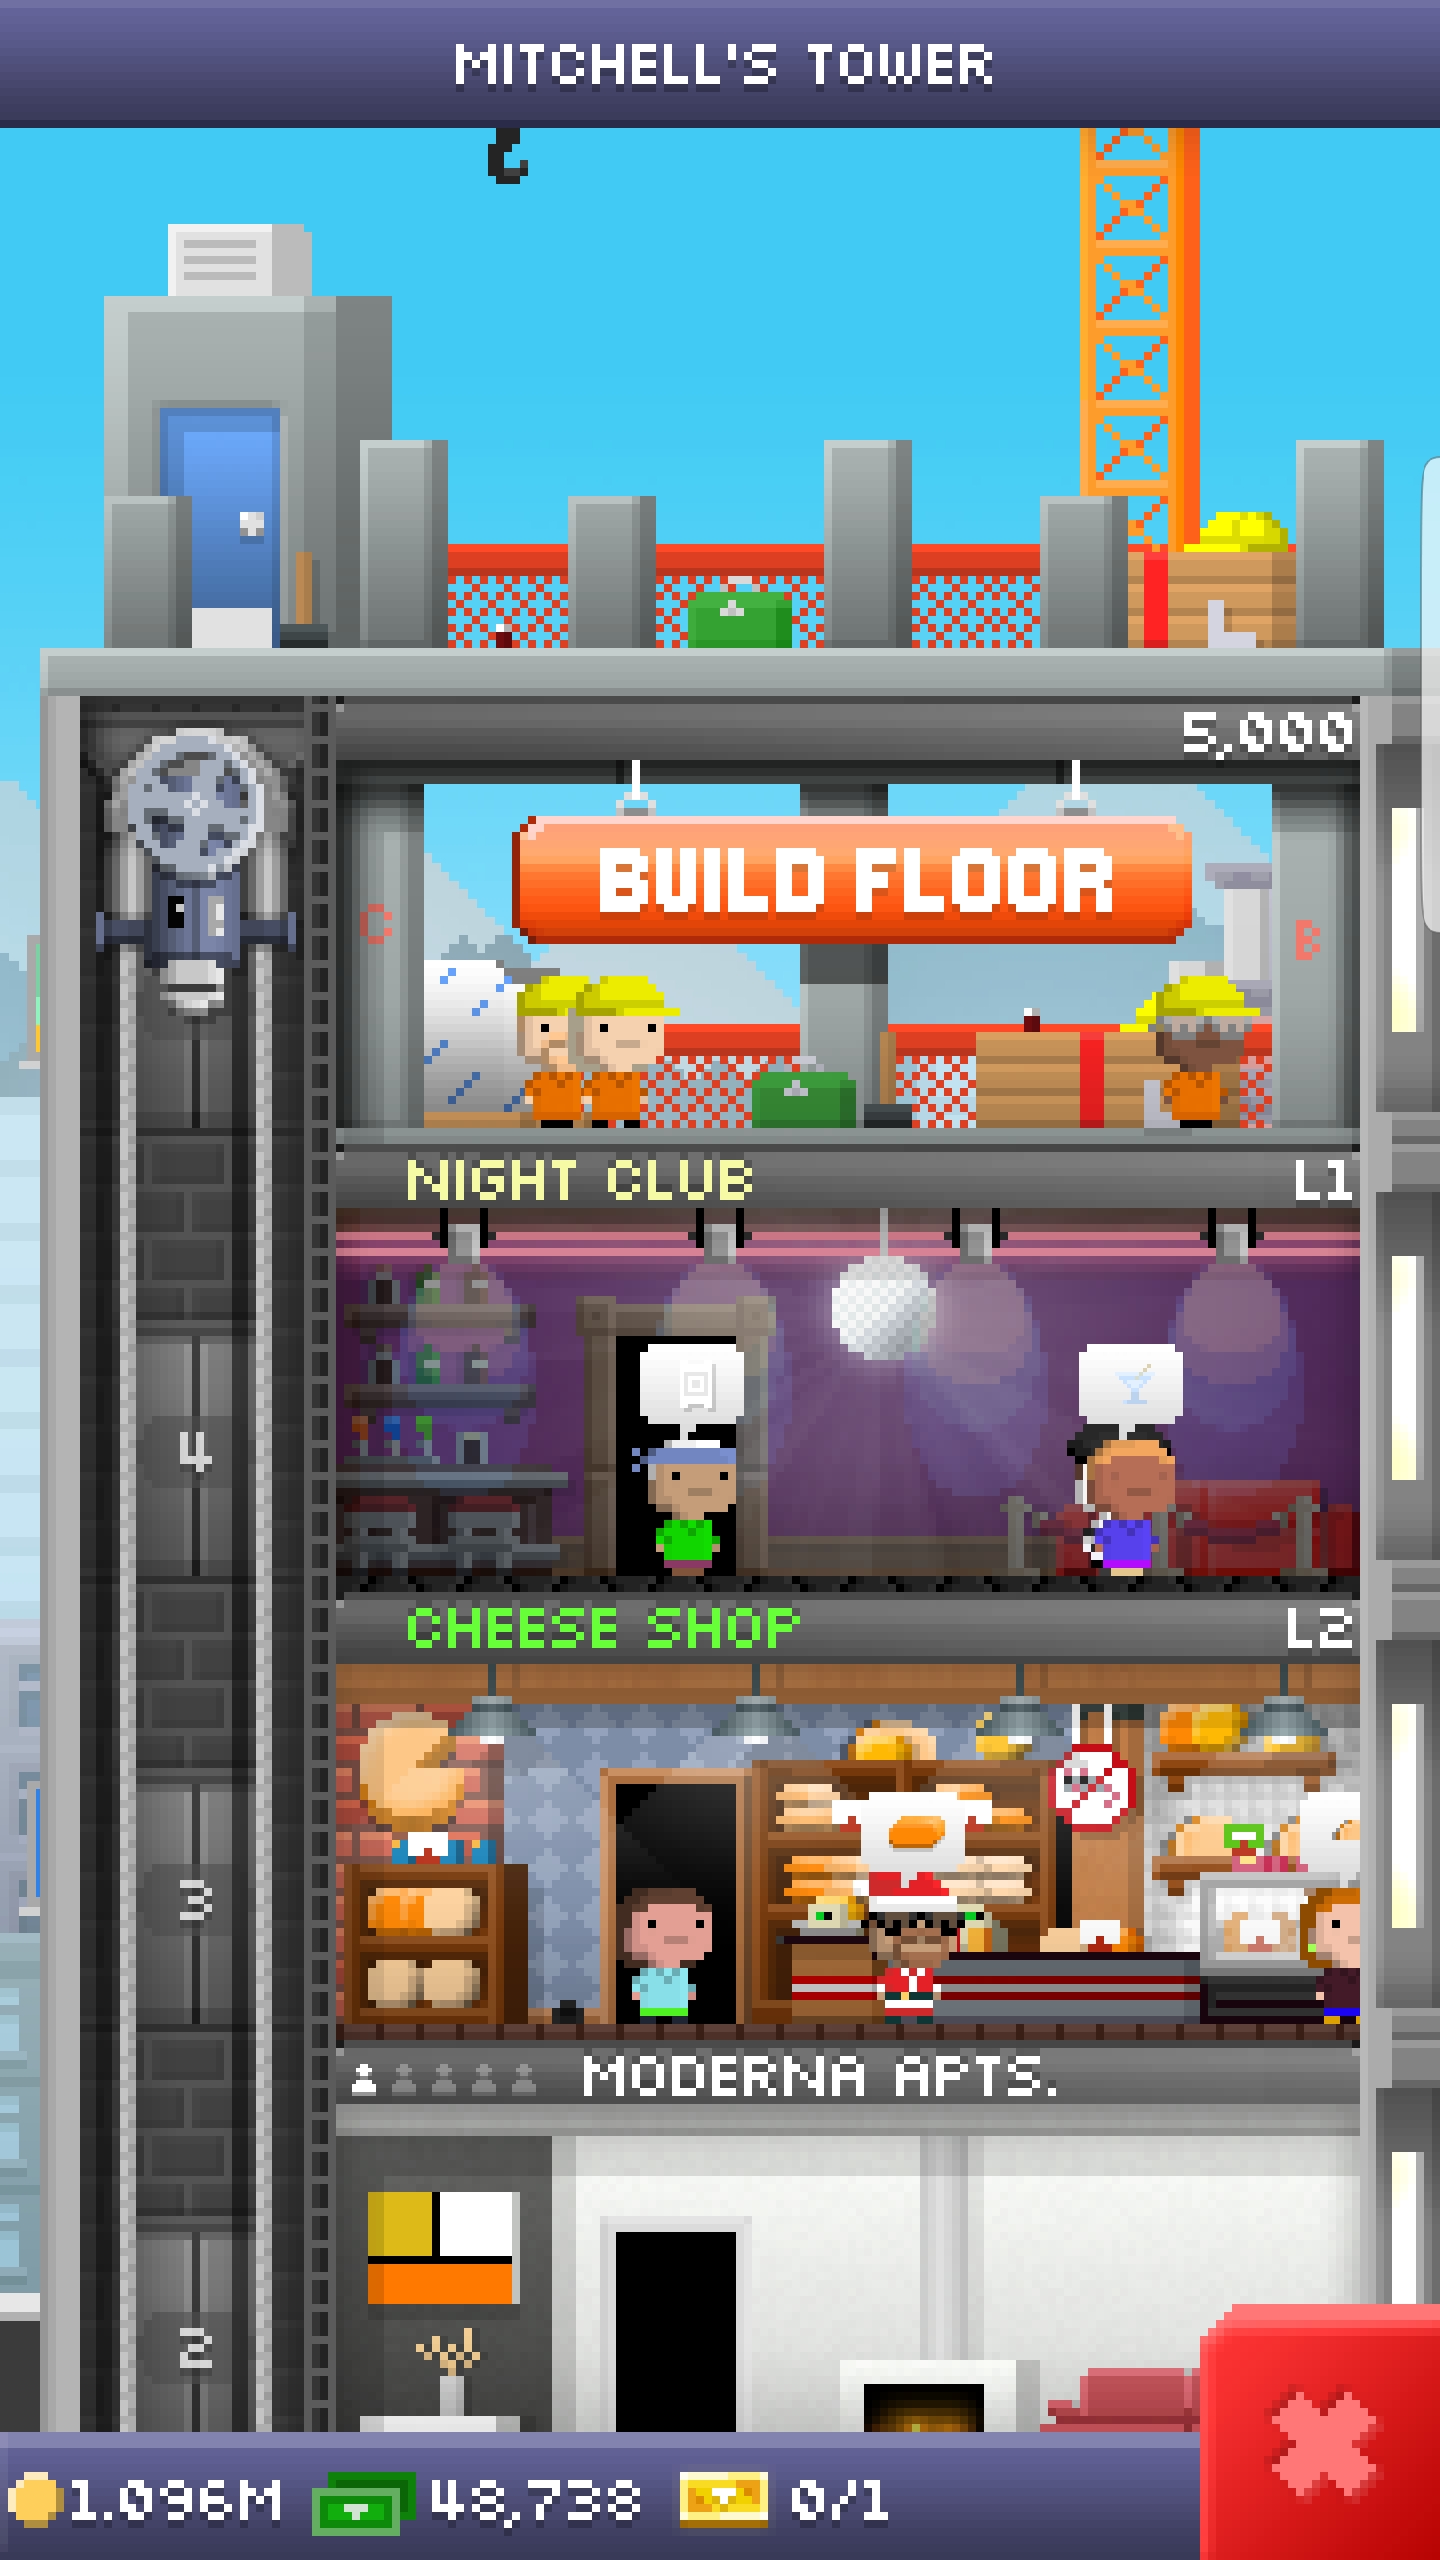 MITCHELL'S TOWER
5,000
BUILD FLOOR
C
B
NIGHT CLUB L1
4
CHEESE SHOP L2
3
MODERNA APTS.
2
1.096M 48,738 0/1